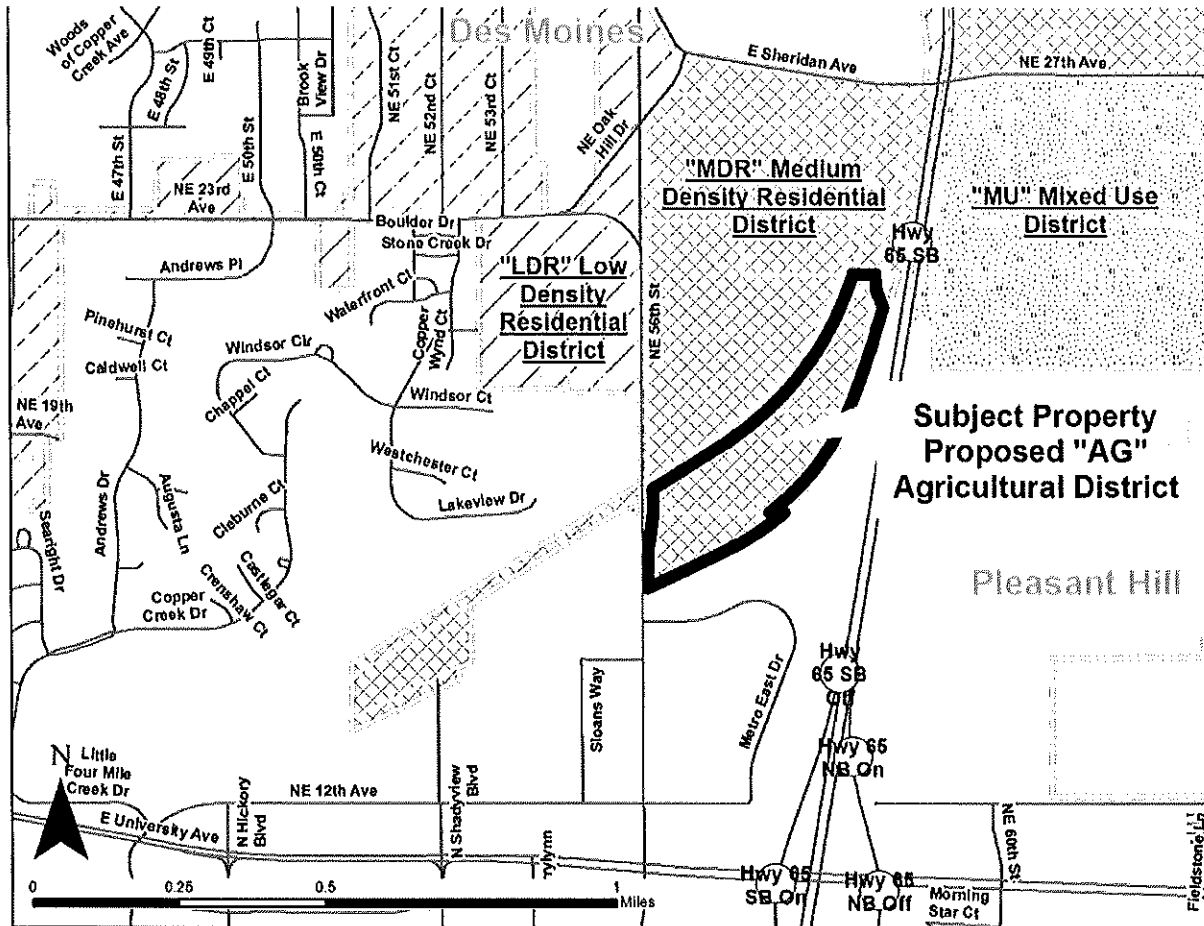 Des Moines
Woods
of Copper
Creek Ave
E 48th St
E 49th Ct
Brook
View Dr
NE 51st Ct
NE 52nd Ct
NE 53rd Ct
NE Oak
Hill Dr
E Sheridan Ave
NE 27th Ave
E 47th St
E 50th St
E 50th Ct
NE 23rd
Ave
"MDR" Medium
Density Residential
District
"MU" Mixed Use
District
Hwy
65 SB
Boulder Dr
Stone Creek Dr
Andrews Pl
Waterfront Ct
"LDR" Low
Density
Residential
District
NE 56th St
Pinehurst Ct
Caldwell Ct
Windsor Cir
Copper
Wynd Ct
Chappel Ct
Windsor Ct
NE 19th
Ave
Subject Property
Proposed "AG"
Agricultural District
Westchester Ct
Lakeview Dr
Andrews Dr
Augusta Ln
Cleburne Ct
Searight Dr
Castlegar Ct
Crenshaw Ct
Copper
Creek Dr
Pleasant Hill
Hwy
65 SB
Off
Metro East Dr
Sloans Way
Hwy 65
NB On
N
Little
Four Mile
Creek Dr
NE 12th Ave
N Hickory
Blvd
N Shadyview
Blvd
E University Ave
NE 60th St
Hwy 65
SB On
Hwy 65
NB Off
Morning
Star Ct
0 0.25 0.5 1 Miles